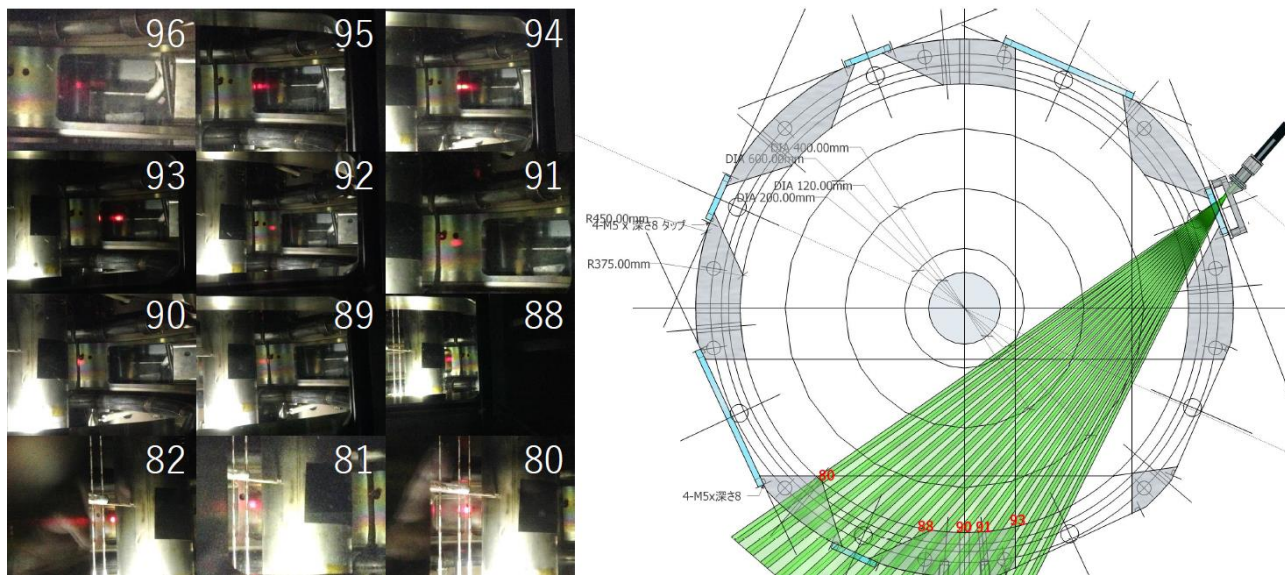 96 95 94
93 92 91
90 89 88
82 81 80
DIA 400.00mm
DIA 600.00mm
DIA 120.00mm
DIA 200.00mm
R450.00mm
4-M5 x 深さ8 タップ
R375.00mm
80
4-M5x深さ8
88 90 91 93